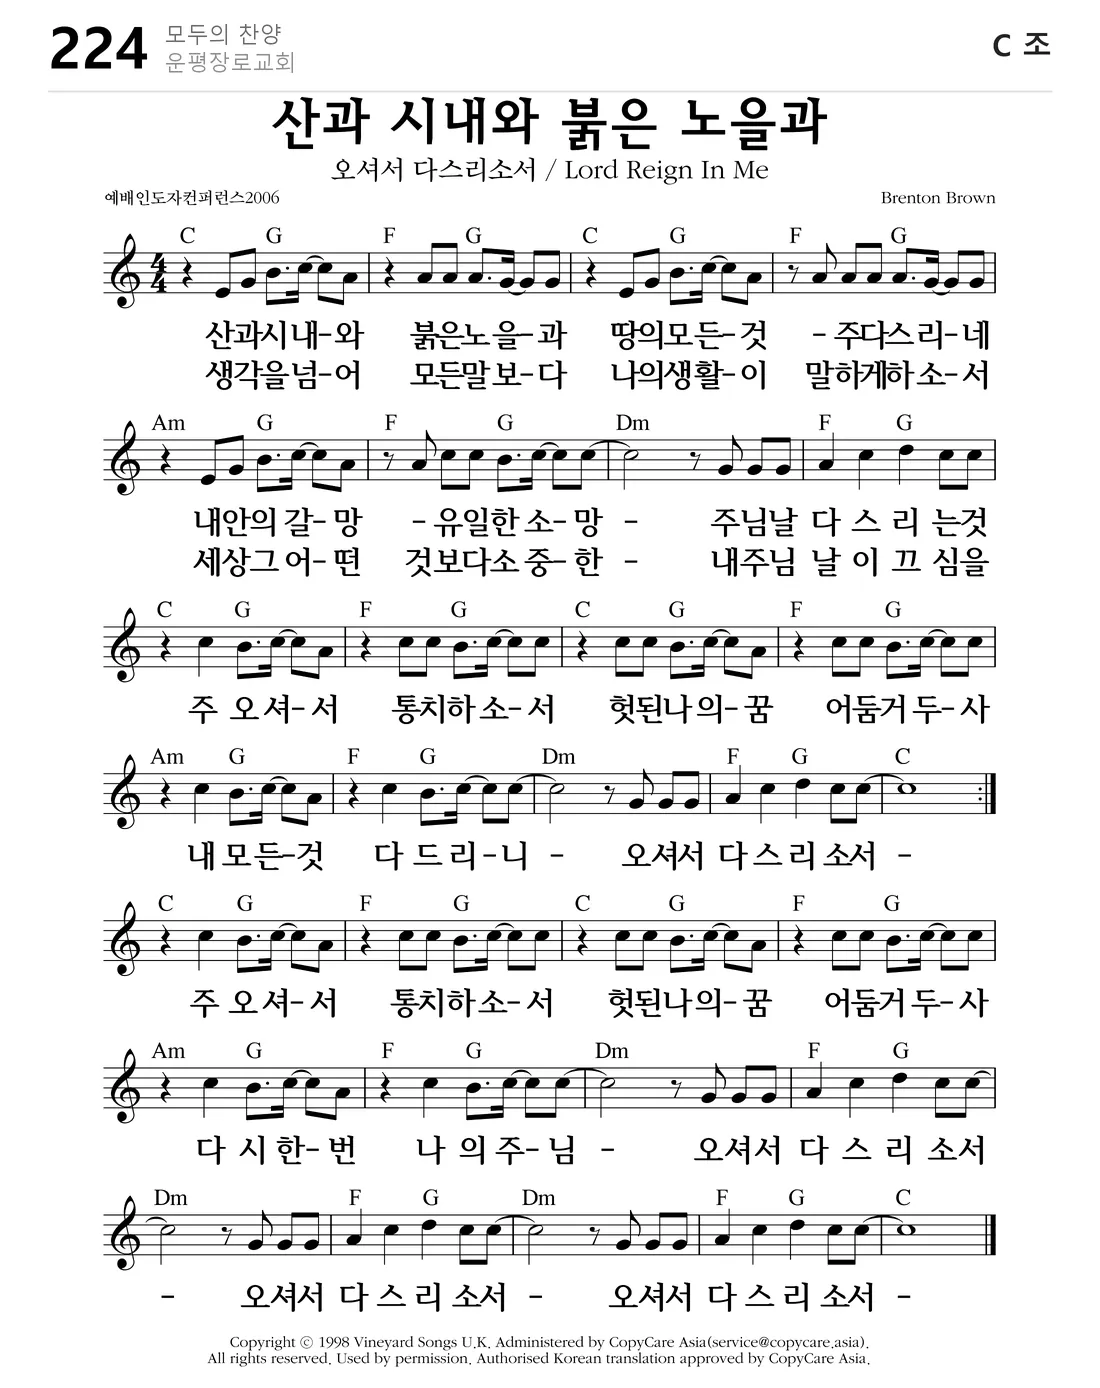 224 모두의 찬양
운평장로교회
C 조
산과 시내와 붉은 노을과
오셔서 다스리소서 / Lord Reign In Me
예배인도자컨퍼런스2006 Brenton Brown
C G F G C G F G
산과시내-와 붉은노을-과 땅의모든-것 -주다스리-네
생각을넘-어 모든말보-다 나의생활-이 말하게하소-서
Am G F G Dm F G
내안의 갈-망 -유일한소-망 - 주님날 다 스 리 는것
세상그어-떤 것보다소중-한 - 내주님 날 이 끄 심을
C G F G C G F G
주 오셔-서 통치하소-서 헛된나의-꿈 어둠거두-사
Am G F G Dm F G C
내모든-것 다드리-니 - 오셔서 다스리소서 -
C G F G C G F G
주 오셔-서 통치하소-서 헛된나의-꿈 어둠거두-사
Am G F G Dm F G
다 시 한-번 나 의 주-님 - 오셔서 다 스 리 소서
Dm F G Dm F G C
- 오셔서 다스리 소서 - 오셔서 다스리 소서 -
Copyright ⓒ 1998 Vineyard Songs U.K. Administered by CopyCare Asia(service@copycare.asia).
All rights reserved. Used by permission. Authorised Korean translation approved by CopyCare Asia.